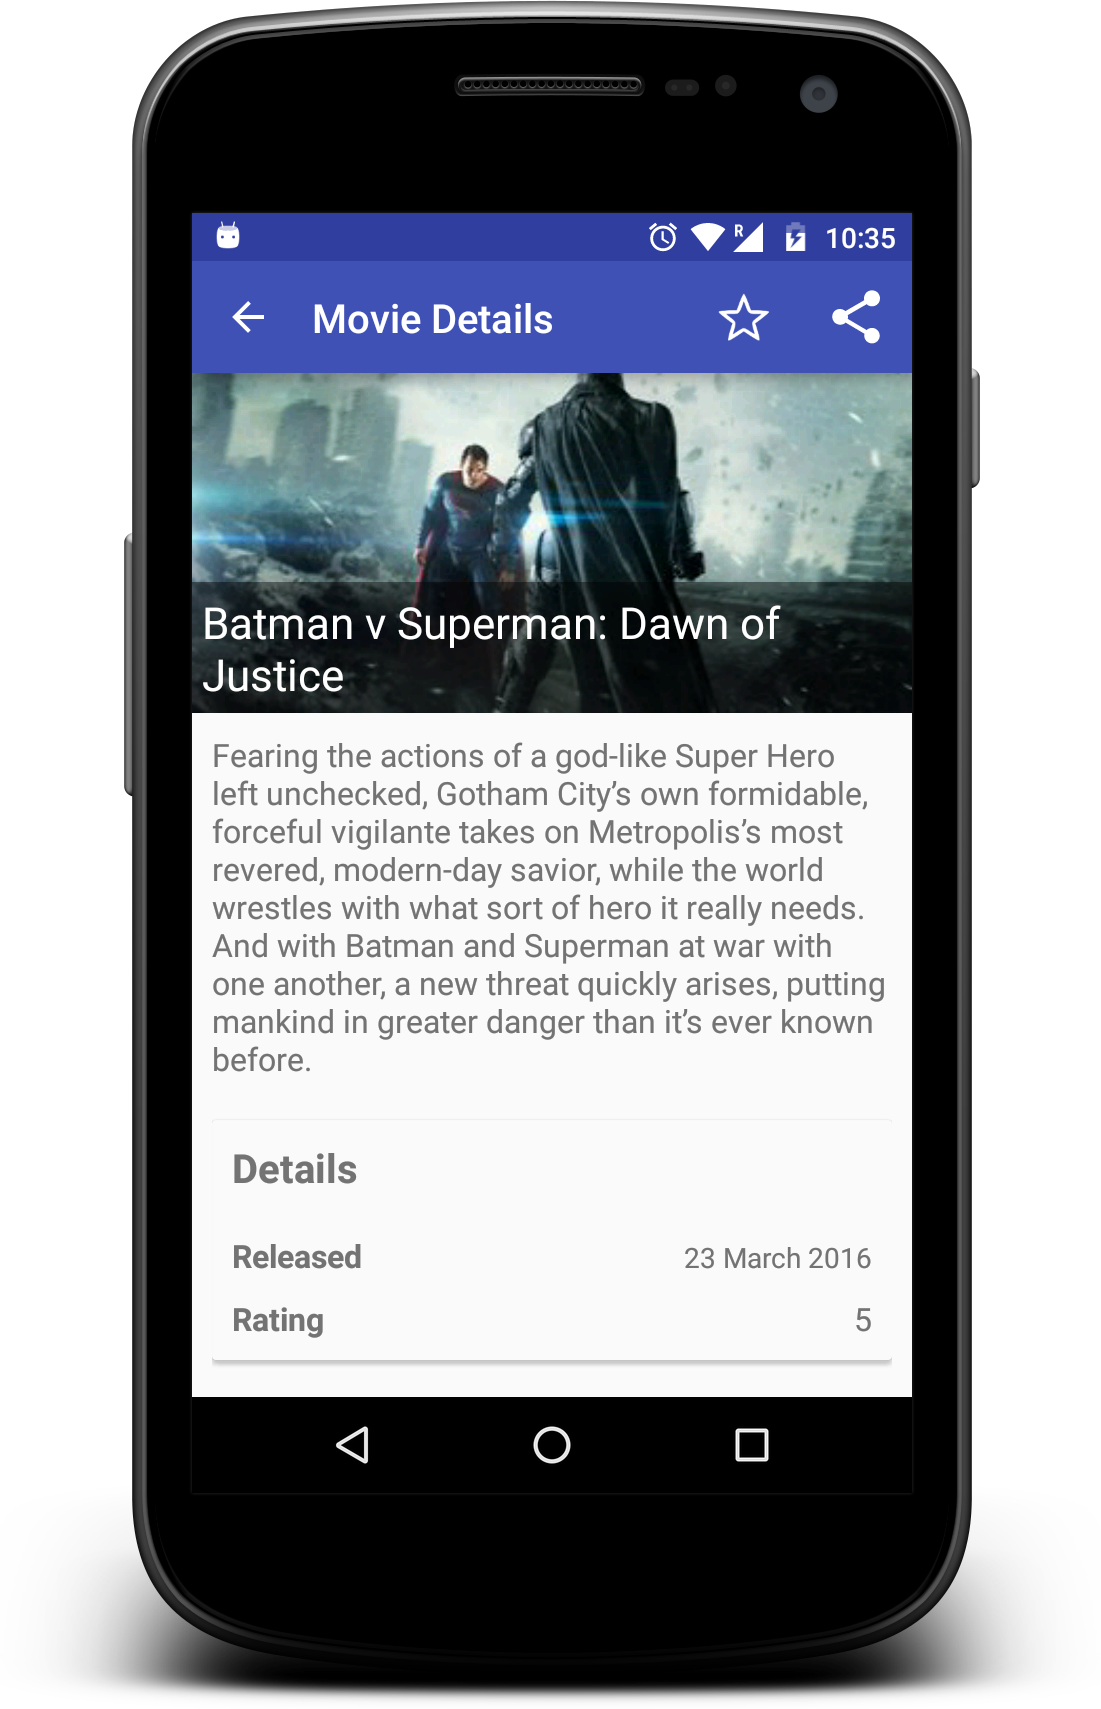 R 10:35
Movie Details
Batman v Superman: Dawn of
Justice
Fearing the actions of a god-like Super Hero
left unchecked, Gotham City’s own formidable,
forceful vigilante takes on Metropolis’s most
revered, modern-day savior, while the world
wrestles with what sort of hero it really needs.
And with Batman and Superman at war with
one another, a new threat quickly arises, putting
mankind in greater danger than it’s ever known
before.
Details
Released 23 March 2016
Rating 5